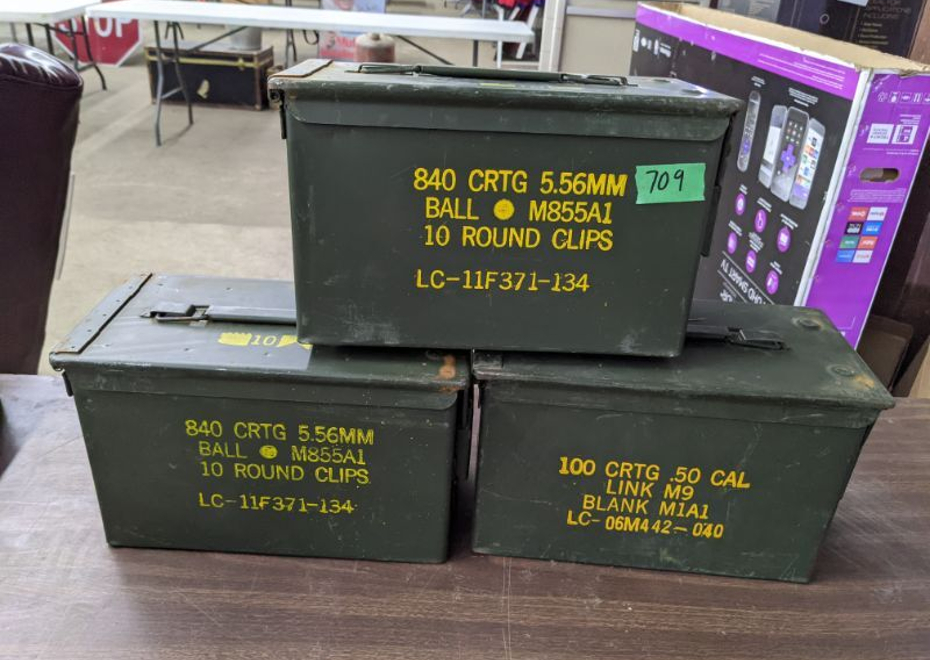 OP
840 CRTG 5.56MM
BALL M855A1
10 ROUND CLIPS
LC-11F371-134
709
10
840 CRTG 5.56MM
BALL M855A1
10 ROUND CLIPS
LC-11F371-134
100 CRTG .50 CAL
LINK M9
BLANK M1A1
LC-06M442-040